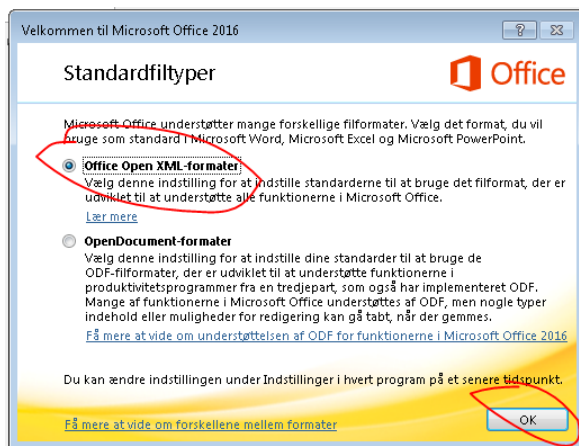 Velkommen til Microsoft Office 2016
Standardfiltyper
Office
Microsoft Office understøtter mange forskellige filformater. Vælg det format, du vil
bruge som standard i Microsoft Word, Microsoft Excel og Microsoft PowerPoint.
Office Open XML-formater
Vælg denne indstilling for at indstille standarderne til at bruge det filformat, der er
udviklet til at understøtte alle funktionerne i Microsoft Office.
Lær mere
OpenDocument-formater
Vælg denne indstilling for at indstille dine standarder til at bruge de
ODF-filformater, der er udviklet til at understøtte funktionerne i
produktivitetsprogrammer fra en tredjepart, som også har implementeret ODF.
Mange af funktionerne i Microsoft Office understøttes af ODF, men nogle typer
indehold eller muligheder for redigering kan gå tabt, når der gemmes.
Få mere at vide om understøttelsen af ODF for funktionerne i Microsoft Office 2016
Du kan ændre indstillingen under Indstillinger i hvert program på et senere tidspunkt.
Få mere at vide om forskellene mellem formater
OK